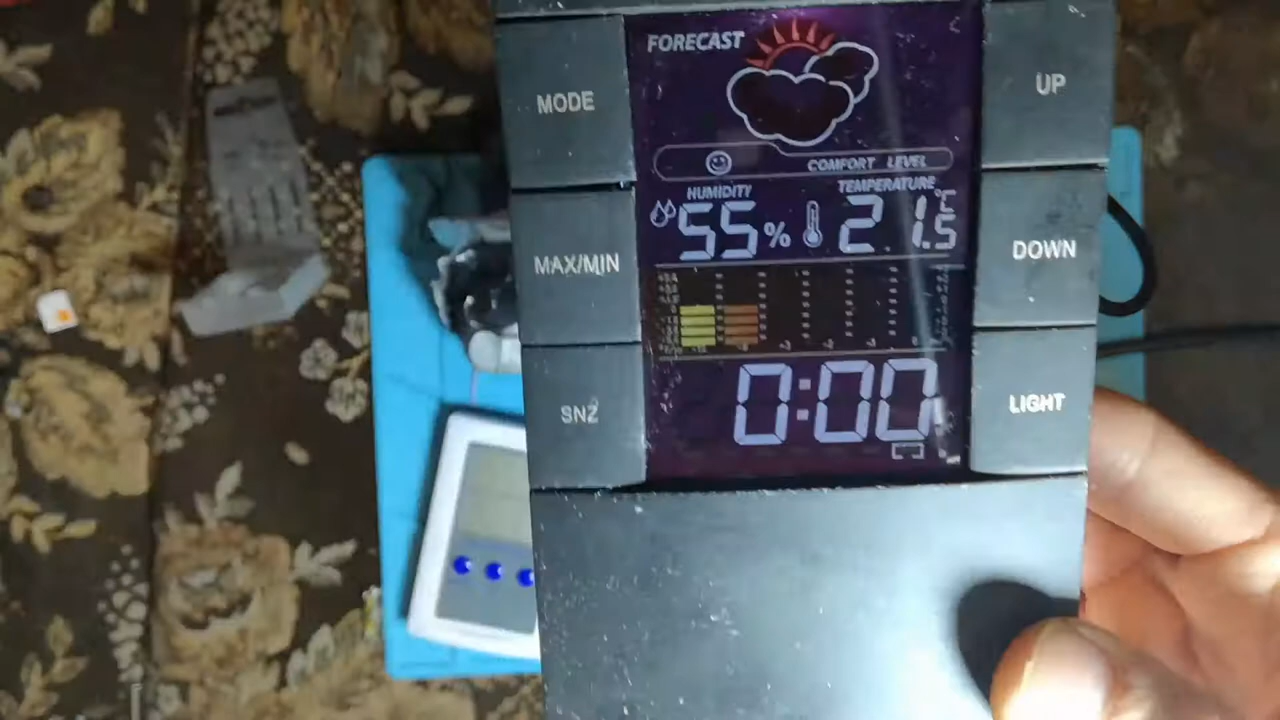 FORECAST
MODE
UP
COMFORT LEVEL
HUMIDITY
TEMPERATURE
55%
21.5°C
MAX/MIN
DOWN
0:00
SNZ
LIGHT